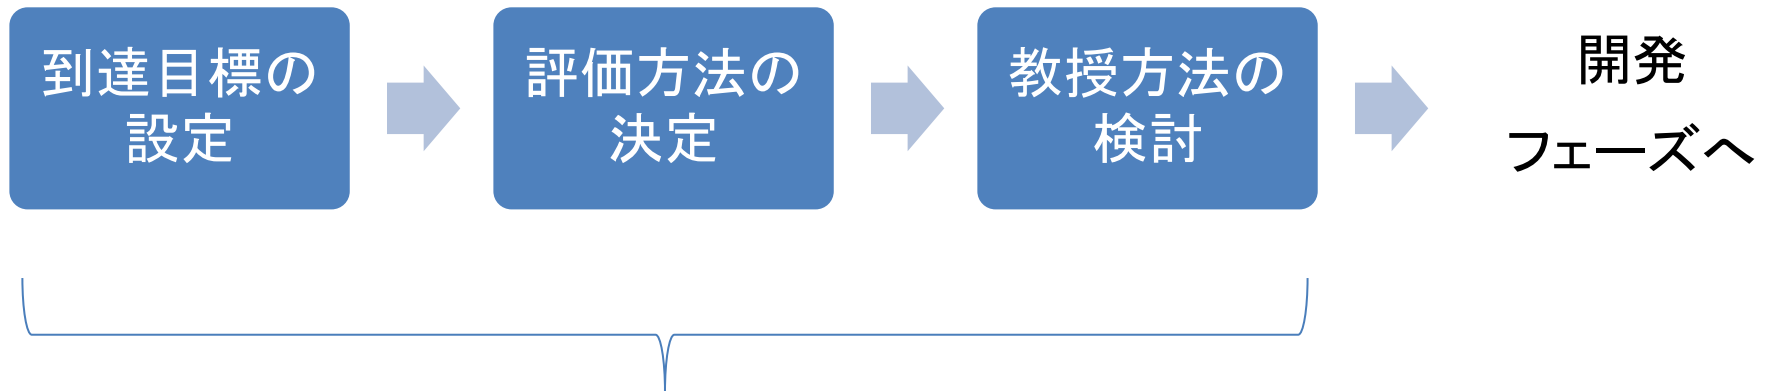 到達目標の
設定
評価方法の
決定
教授方法の
検討
開発
フェーズへ